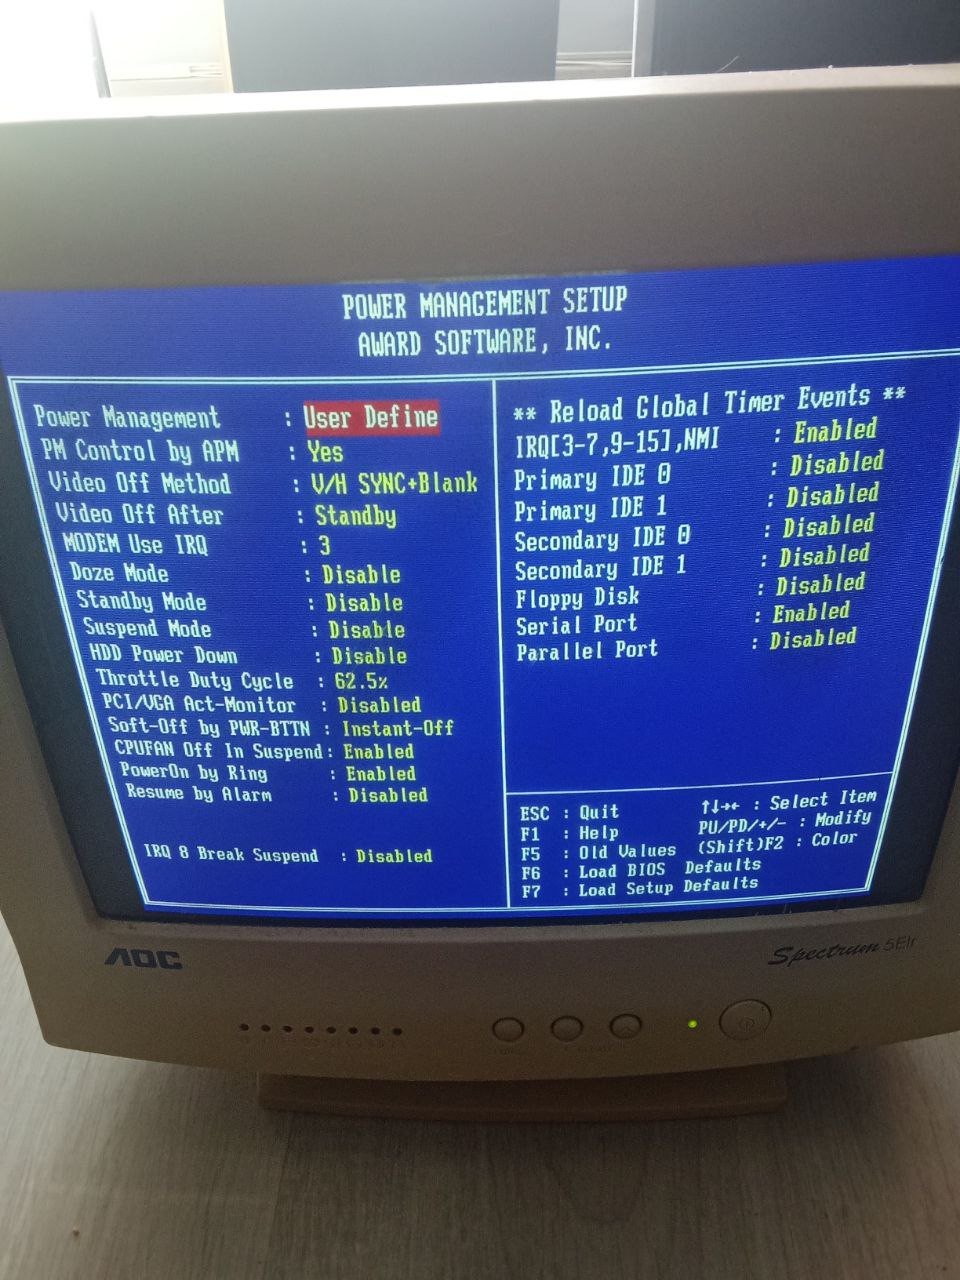 POWER MANAGEMENT SETUP
AWARD SOFTWARE, INC.
Power Management : User Define
PM Control by APM : Yes
Video Off Method : V/H SYNC+Blank
Video Off After : Standby
MODEM Use IRQ : 3
Doze Mode : Disable
Standby Mode : Disable
Suspend Mode : Disable
HDD Power Down : Disable
Throttle Duty Cycle : 62.5%
PCI/VGA Act-Monitor : Disabled
Soft-Off by PWR-BTTN : Instant-Off
CPUFAN Off In Suspend : Enabled
PowerOn by Ring : Enabled
Resume by Alarm : Disabled
IRQ 8 Break Suspend : Disabled
** Reload Global Timer Events **
IRQ[3-7,9-15],NMI : Enabled
Primary IDE 0 : Disabled
Primary IDE 1 : Disabled
Secondary IDE 0 : Disabled
Secondary IDE 1 : Disabled
Floppy Disk : Disabled
Serial Port : Enabled
Parallel Port : Disabled
ESC : Quit ↑↓→← : Select Item
F1 : Help PU/PD/+/- : Modify
F5 : Old Values (Shift)F2 : Color
F6 : Load BIOS Defaults
F7 : Load Setup Defaults
AOC
Spectrum 5Elr